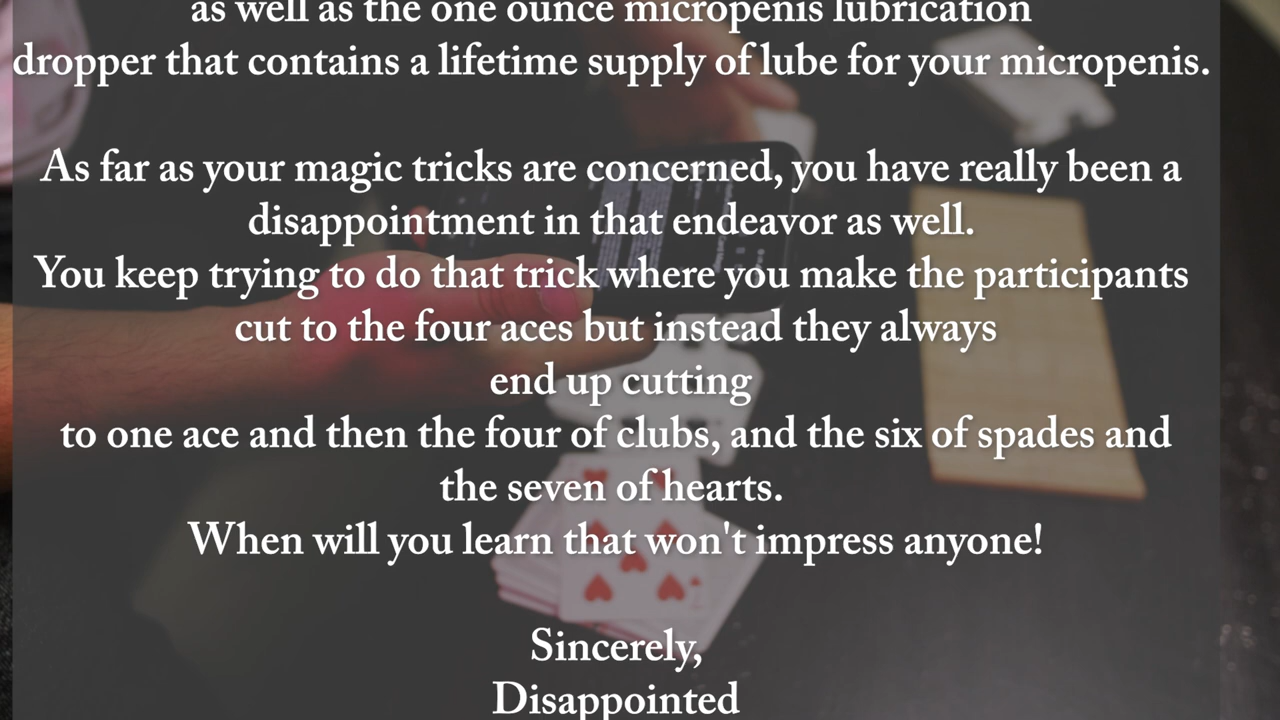 as well as the one ounce micropenis lubrication
dropper that contains a lifetime supply of lube for your micropenis.
As far as your magic tricks are concerned, you have really been a
disappointment in that endeavor as well.
You keep trying to do that trick where you make the participants
cut to the four aces but instead they always
end up cutting
to one ace and then the four of clubs, and the six of spades and
the seven of hearts.
When will you learn that won't impress anyone!
Sincerely,
Disappointed